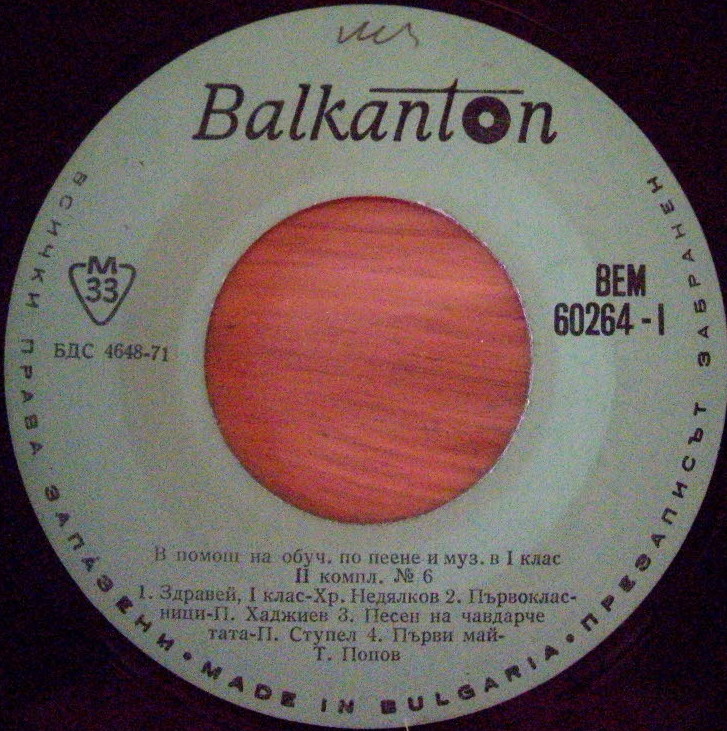 Balkanton
M
33
БДС 4648-71
ВЕМ
60264-I
В помощ на обуч. по пеене и муз. в I клас
II компл. № 6
1. Здравей, I клас-Хр. Недялков 2. Първоклас-
ници-П. Хаджиев 3. Песен на чавдарче
тата-П. Ступел 4. Първи май-
Т. Попов
ВСИЧКИ ПРАВА ЗАПАЗЕНИ • MADE IN BULGARIA • ПРЕЗАПИСЪТ ЗАБРАНЕН